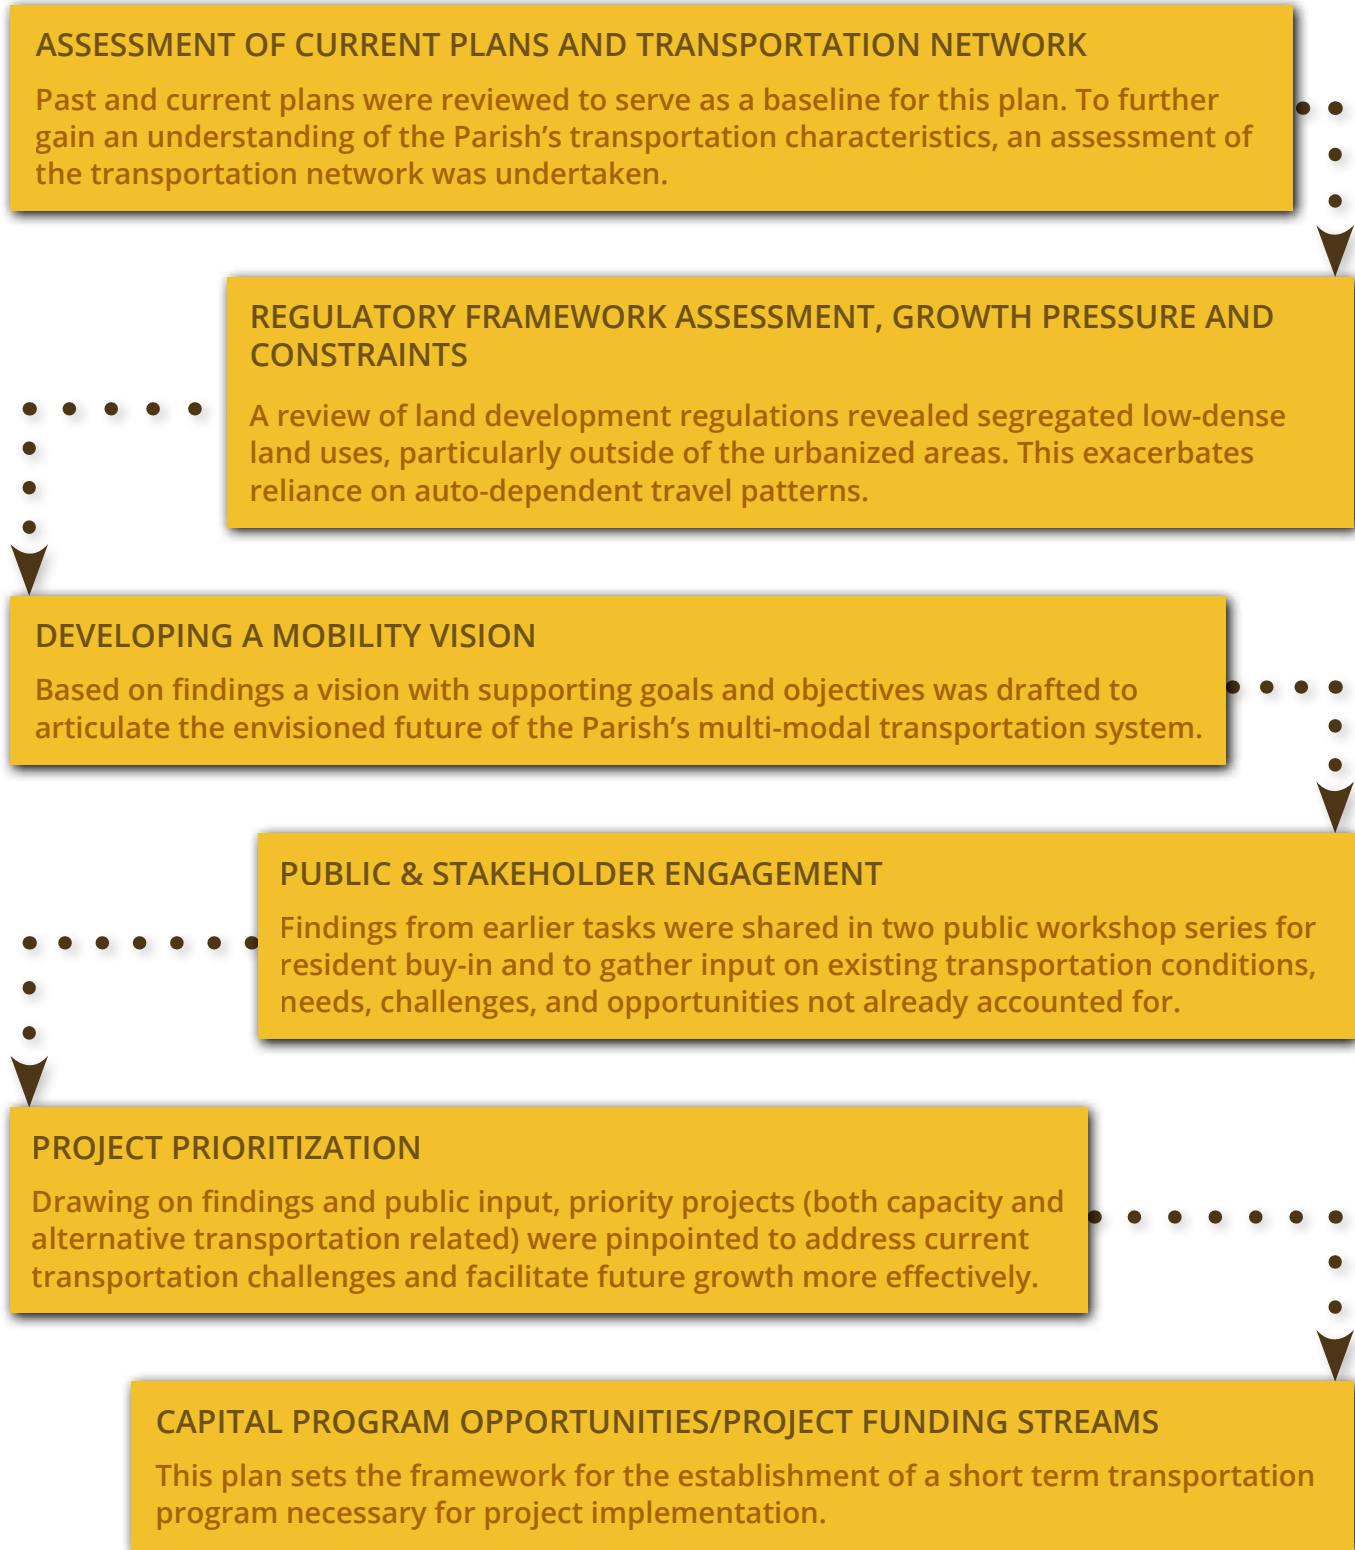 ASSESSMENT OF CURRENT PLANS AND TRANSPORTATION NETWORK
Past and current plans were reviewed to serve as a baseline for this plan. To further
gain an understanding of the Parish’s transportation characteristics, an assessment of
the transportation network was undertaken.
REGULATORY FRAMEWORK ASSESSMENT, GROWTH PRESSURE AND
CONSTRAINTS
A review of land development regulations revealed segregated low-dense
land uses, particularly outside of the urbanized areas. This exacerbates
reliance on auto-dependent travel patterns.
DEVELOPING A MOBILITY VISION
Based on findings a vision with supporting goals and objectives was drafted to
articulate the envisioned future of the Parish’s multi-modal transportation system.
PUBLIC & STAKEHOLDER ENGAGEMENT
Findings from earlier tasks were shared in two public workshop series for
resident buy-in and to gather input on existing transportation conditions,
needs, challenges, and opportunities not already accounted for.
PROJECT PRIORITIZATION
Drawing on findings and public input, priority projects (both capacity and
alternative transportation related) were pinpointed to address current
transportation challenges and facilitate future growth more effectively.
CAPITAL PROGRAM OPPORTUNITIES/PROJECT FUNDING STREAMS
This plan sets the framework for the establishment of a short term transportation
program necessary for project implementation.